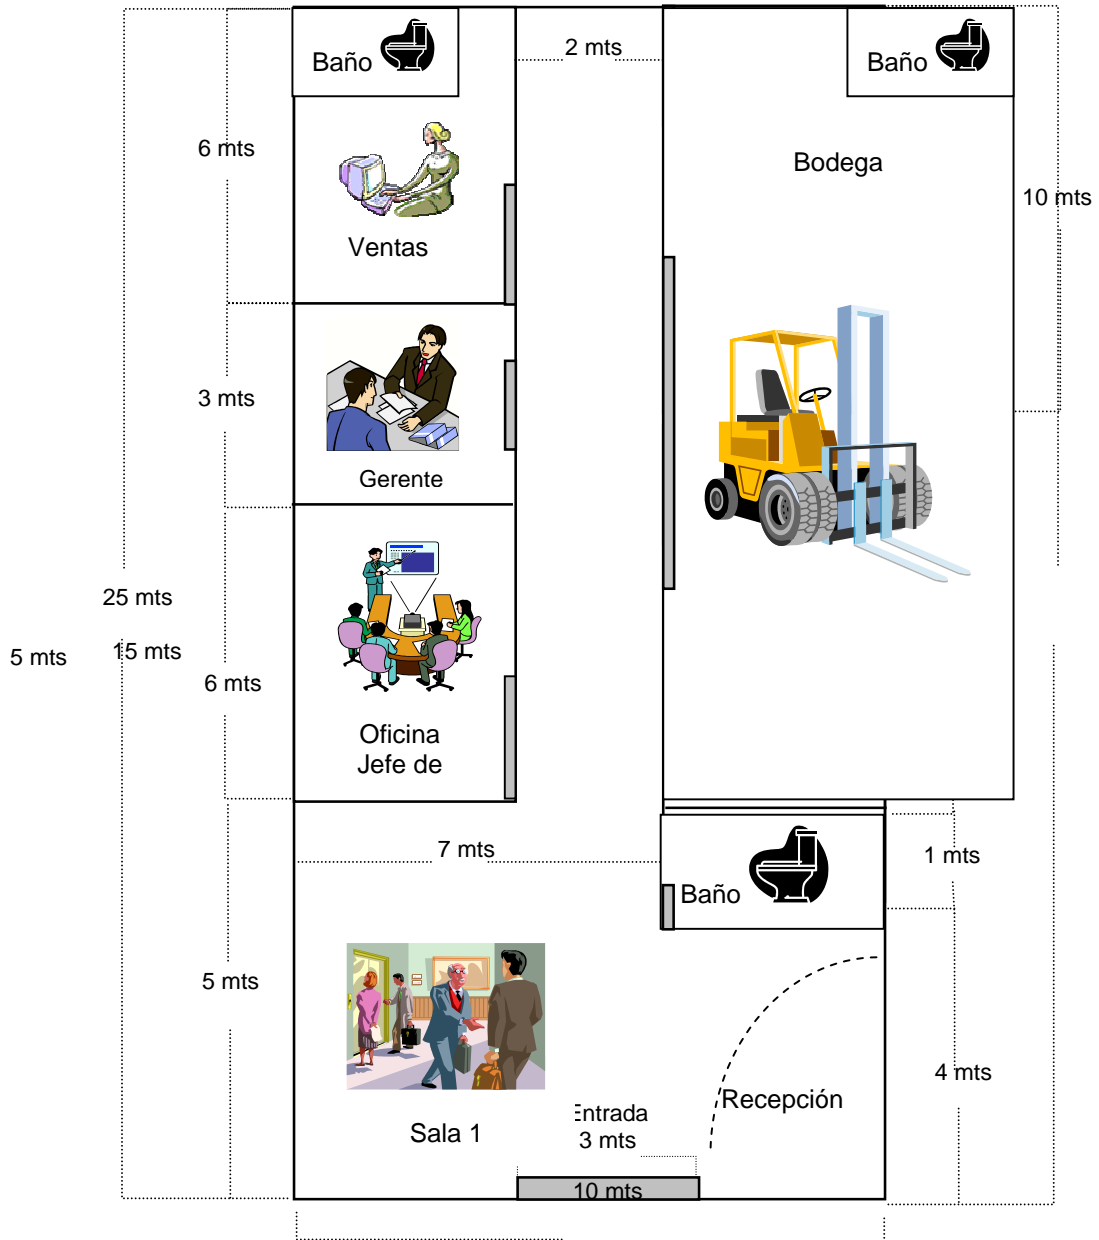 Baño
2 mts
Baño
6 mts
Bodega
10 mts
Ventas
3 mts
Gerente
25 mts
5 mts
15 mts
6 mts
Oficina
Jefe de
7 mts
1 mts
Baño
5 mts
4 mts
Recepción
Entrada
3 mts
Sala 1
10 mts